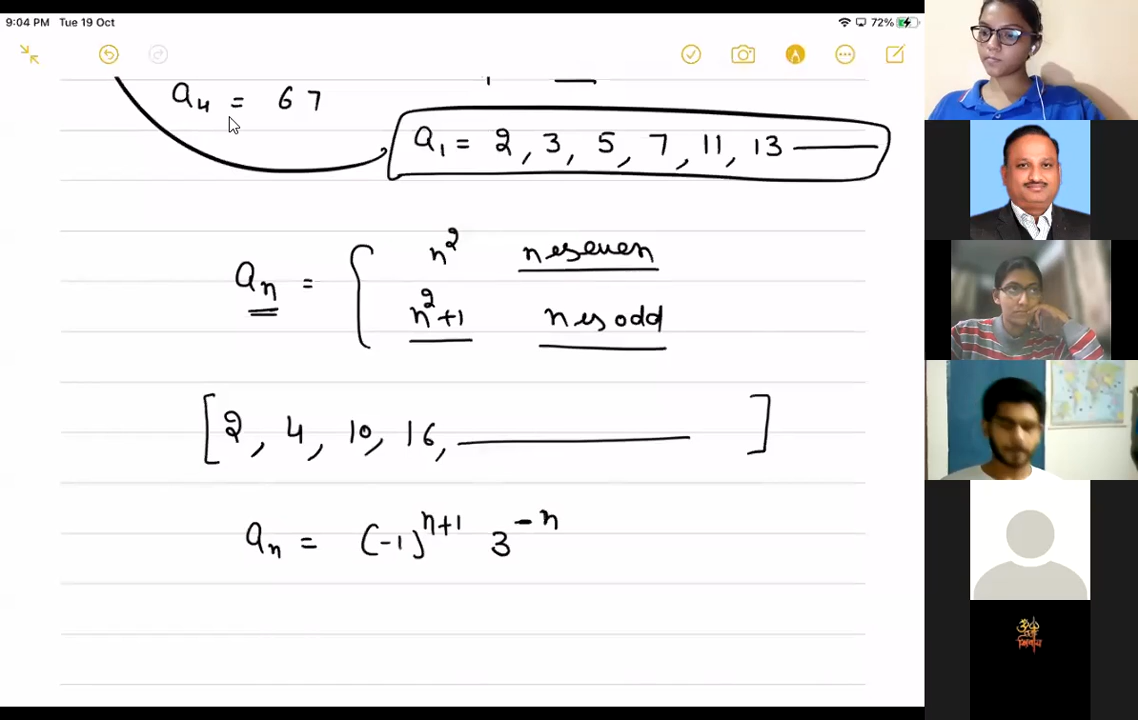 9:04 PM Tue 19 Oct
72%
a₄ = 67
a₁ = 2, 3, 5, 7, 11, 13
aₙ = { n² n is even
n²+1 n is odd
[2, 4, 10, 16, ]
aₙ = (-1)ⁿ⁺¹ 3⁻ⁿ